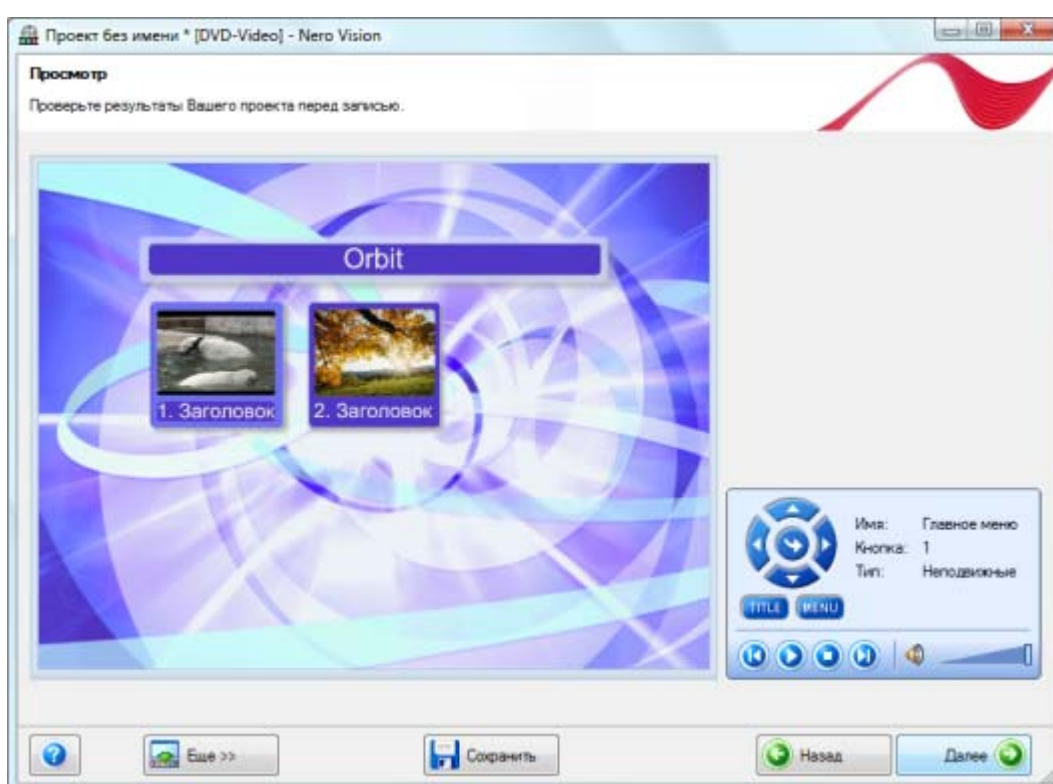 Проект без имени * [DVD-Video] - Nero Vision
Просмотр
Проверьте результаты Вашего проекта перед записью.
Orbit
1. Заголовок
2. Заголовок
Имя: Главное меню
Кнопка: 1
Тип: Неподвижные
TITLE MENU
Еще >>
Сохранить
Назад
Далее